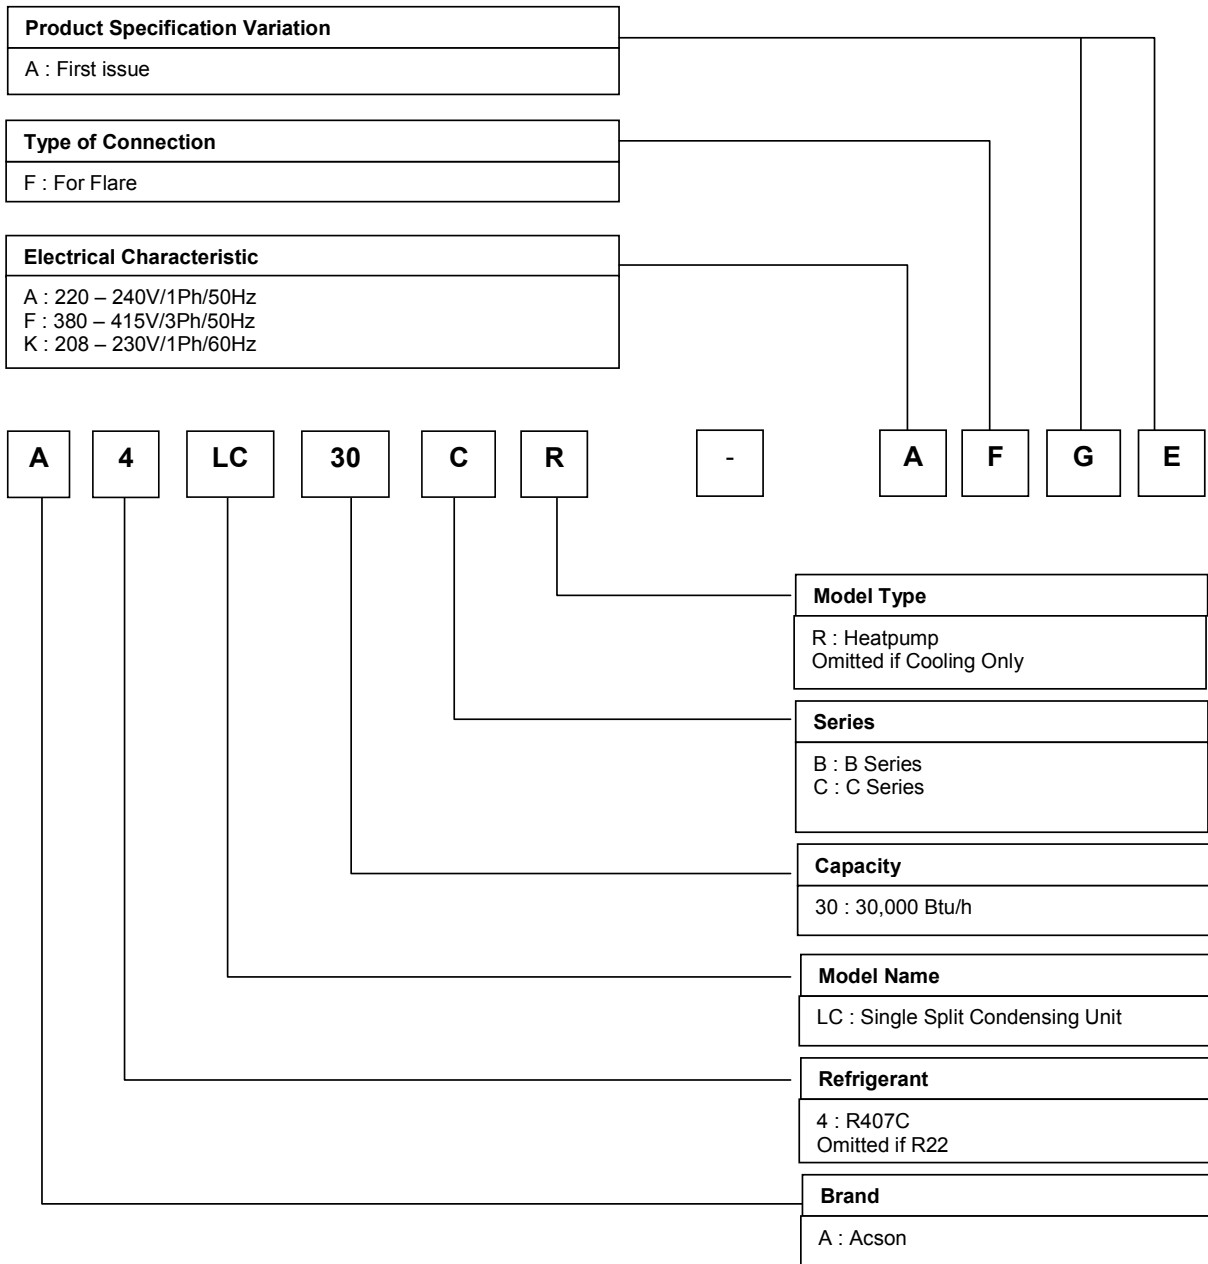 Product Specification Variation
A : First issue
Type of Connection
F : For Flare
Electrical Characteristic
A : 220 – 240V/1Ph/50Hz
F : 380 – 415V/3Ph/50Hz
K : 208 – 230V/1Ph/60Hz
A 4 LC 30 C R - A F G E
Model Type
R : Heatpump
Omitted if Cooling Only
Series
B : B Series
C : C Series
Capacity
30 : 30,000 Btu/h
Model Name
LC : Single Split Condensing Unit
Refrigerant
4 : R407C
Omitted if R22
Brand
A : Acson